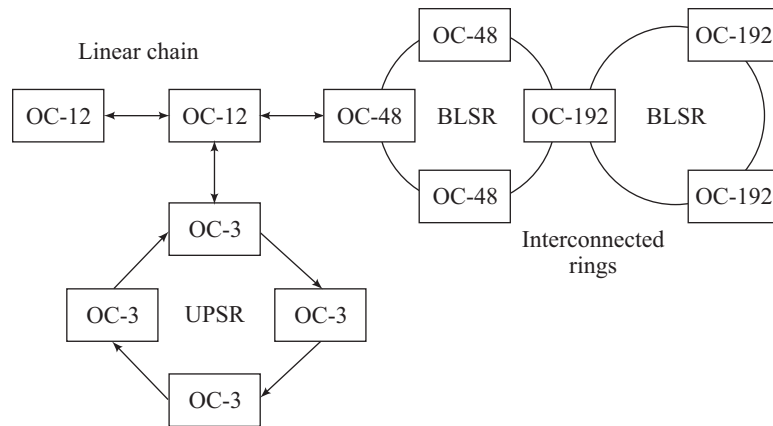 OC-48
OC-192
Linear chain
OC-12
OC-12
OC-48
BLSR
OC-192
BLSR
OC-48
OC-192
OC-3
Interconnected
rings
OC-3
UPSR
OC-3
OC-3